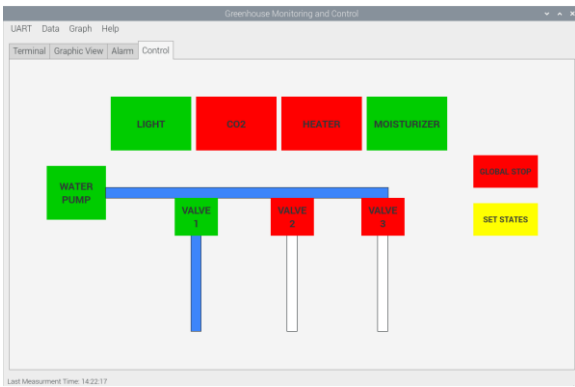 Greenhouse Monitoring and Control
UART Data Graph Help
Terminal Graphic View Alarm Control
LIGHT CO2 HEATER MOISTURIZER
GLOBAL STOP
WATER
PUMP
VALVE
1
VALVE
2
VALVE
3
SET STATES
Last Measurment Time: 14:22:17